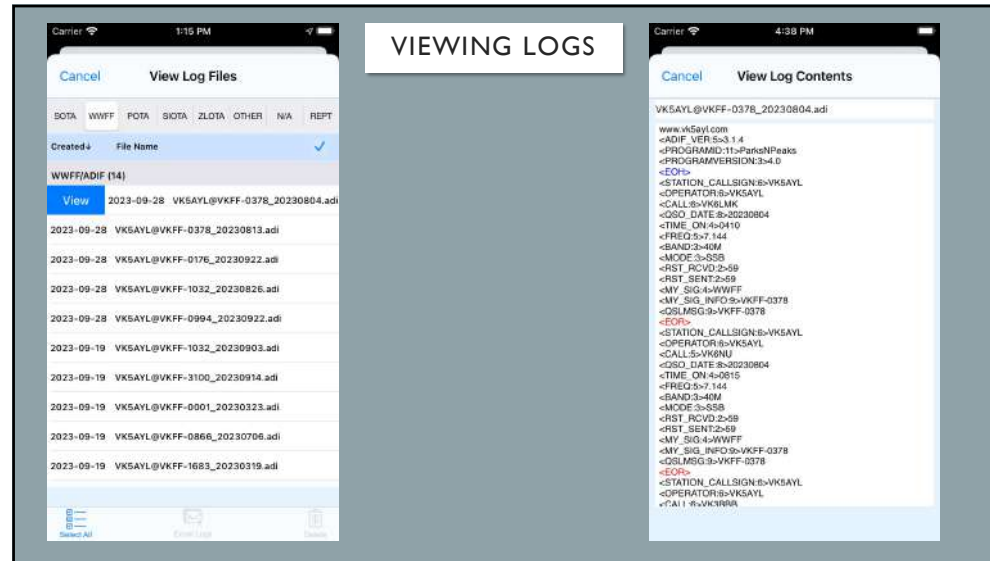 VIEWING LOGS
Carrier 1:15 PM
Cancel View Log Files
SOTA WWFF POTA SIOTA ZLOTA OTHER N/A REPT
Created↓ File Name ✓
WWFF/ADIF (14)
View 2023-09-28 VK5AYL@VKFF-0378_20230804.adi
2023-09-28 VK5AYL@VKFF-0378_20230813.adi
2023-09-28 VK5AYL@VKFF-0176_20230922.adi
2023-09-28 VK5AYL@VKFF-1032_20230826.adi
2023-09-28 VK5AYL@VKFF-0994_20230922.adi
2023-09-19 VK5AYL@VKFF-1032_20230903.adi
2023-09-19 VK5AYL@VKFF-3100_20230914.adi
2023-09-19 VK5AYL@VKFF-0001_20230323.adi
2023-09-19 VK5AYL@VKFF-0866_20230706.adi
2023-09-19 VK5AYL@VKFF-1683_20230319.adi
Select All Email Logs Delete
Carrier 4:38 PM
Cancel View Log Contents
VK5AYL@VKFF-0378_20230804.adi
www.vk5ayl.com
<ADIF_VER:5>3.1.4
<PROGRAMID:11>ParksNPeaks
<PROGRAMVERSION:3>4.0
<EOH>
<STATION_CALLSIGN:6>VK5AYL
<OPERATOR:6>VK5AYL
<CALL:6>VK6LMK
<QSO_DATE:8>20230804
<TIME_ON:4>0410
<FREQ:5>7.144
<BAND:3>40M
<MODE:3>SSB
<RST_RCVD:2>59
<RST_SENT:2>59
<MY_SIG:4>WWFF
<MY_SIG_INFO:9>VKFF-0378
<QSLMSG:9>VKFF-0378
<EOR>
<STATION_CALLSIGN:6>VK5AYL
<OPERATOR:6>VK5AYL
<CALL:5>VK6NU
<QSO_DATE:8>20230804
<TIME_ON:4>0815
<FREQ:5>7.144
<BAND:3>40M
<MODE:3>SSB
<RST_RCVD:2>59
<RST_SENT:2>59
<MY_SIG:4>WWFF
<MY_SIG_INFO:9>VKFF-0378
<QSLMSG:9>VKFF-0378
<EOR>
<STATION_CALLSIGN:6>VK5AYL
<OPERATOR:6>VK5AYL